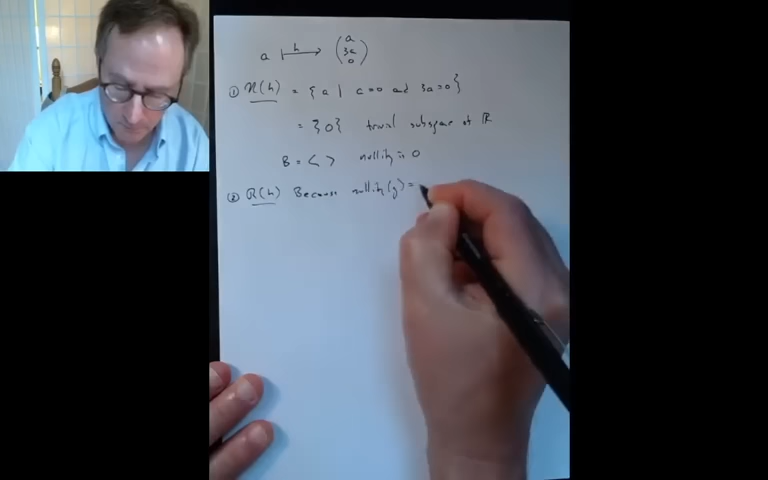 a ↦ʰ (a 3a 0)
① 𝒩(h) = { a | a=0 and 3a=0 }
= {0} trivial subspace of ℝ
B = < > nullity is 0
② ℛ(h) Because nullity(g) =